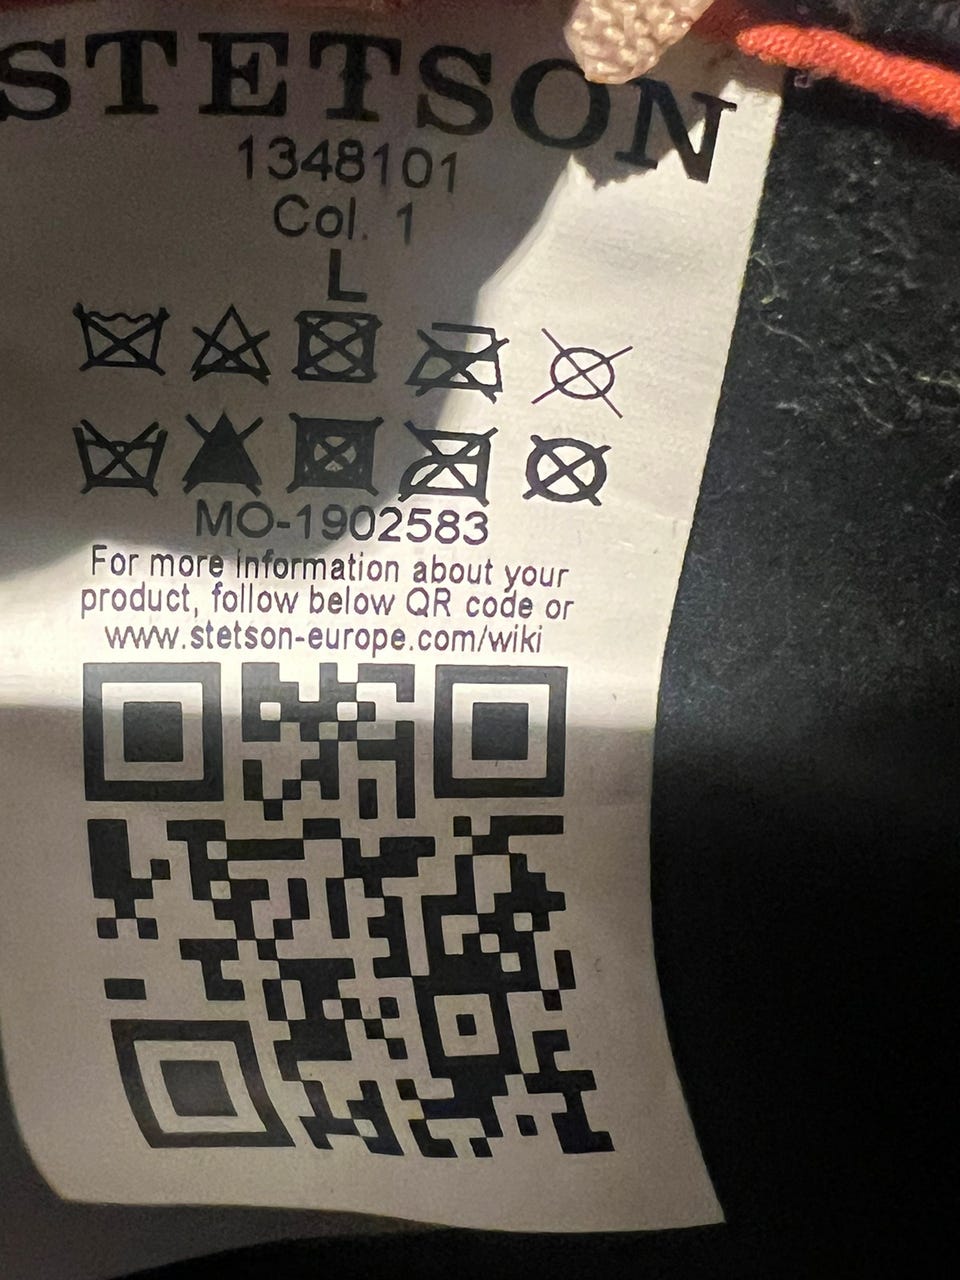 STETSON
1348101
Col. 1
L
MO-1902583
For more information about your
product, follow below QR code or
www.stetson-europe.com/wiki